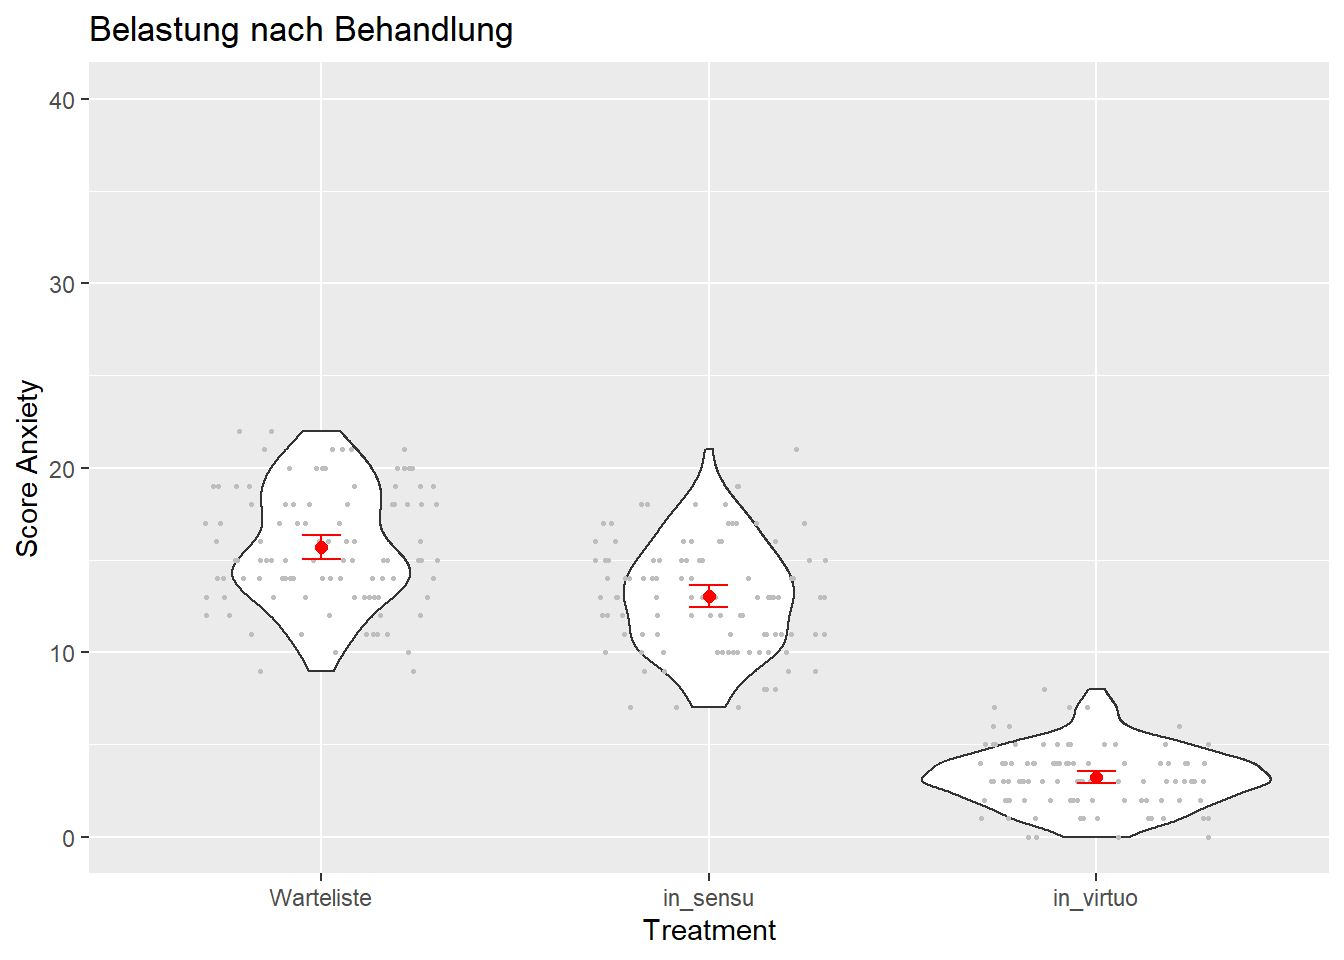 Belastung nach Behandlung
Score Anxiety
40
30
20
10
0
Warteliste
in_sensu
in_virtuo
Treatment